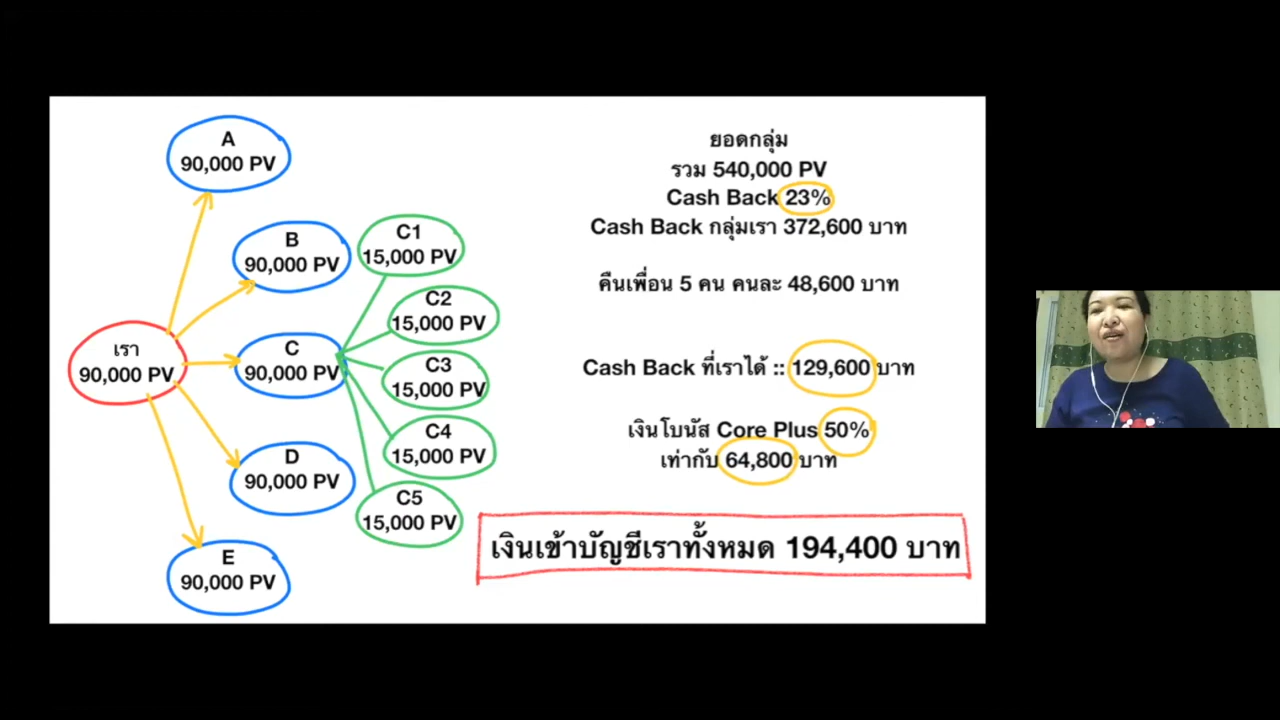 A
90,000 PV
B
90,000 PV
C1
15,000 PV
C2
15,000 PV
เรา
90,000 PV
C
90,000 PV
C3
15,000 PV
C4
15,000 PV
D
90,000 PV
C5
15,000 PV
E
90,000 PV
ยอดกลุ่ม
รวม 540,000 PV
Cash Back 23%
Cash Back กลุ่มเรา 372,600 บาท
คืนเพื่อน 5 คน คนละ 48,600 บาท
Cash Back ที่เราได้ :: 129,600 บาท
เงินโบนัส Core Plus 50%
เท่ากับ 64,800 บาท
เงินเข้าบัญชีเราทั้งหมด 194,400 บาท